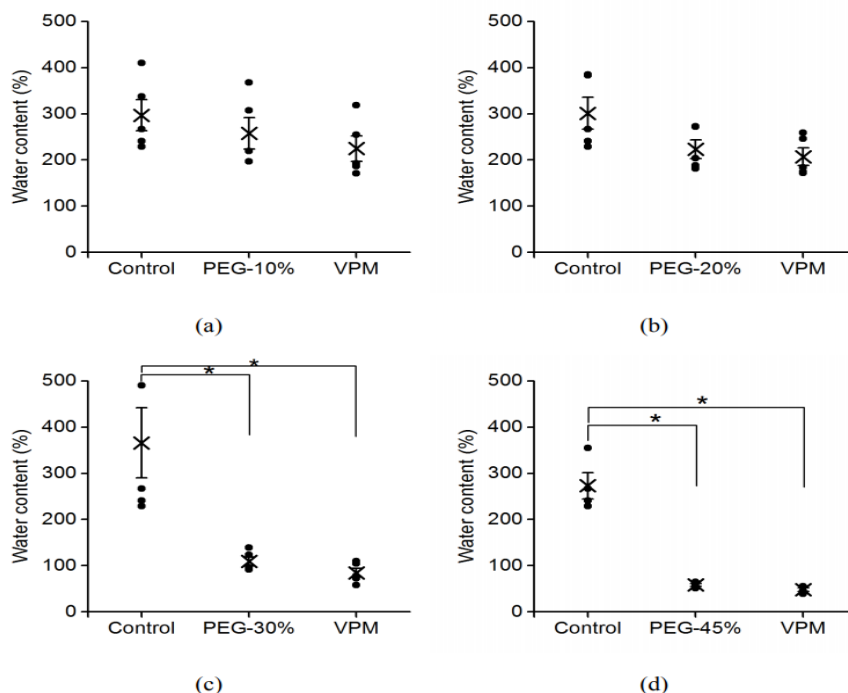 500
400
300
200
100
0
Water content (%)
Control PEG-10% VPM
(a)
500
400
300
200
100
0
Water content (%)
Control PEG-20% VPM
(b)
500
400
300
200
100
0
Water content (%)
* *
Control PEG-30% VPM
(c)
500
400
300
200
100
0
Water content (%)
* *
Control PEG-45% VPM
(d)